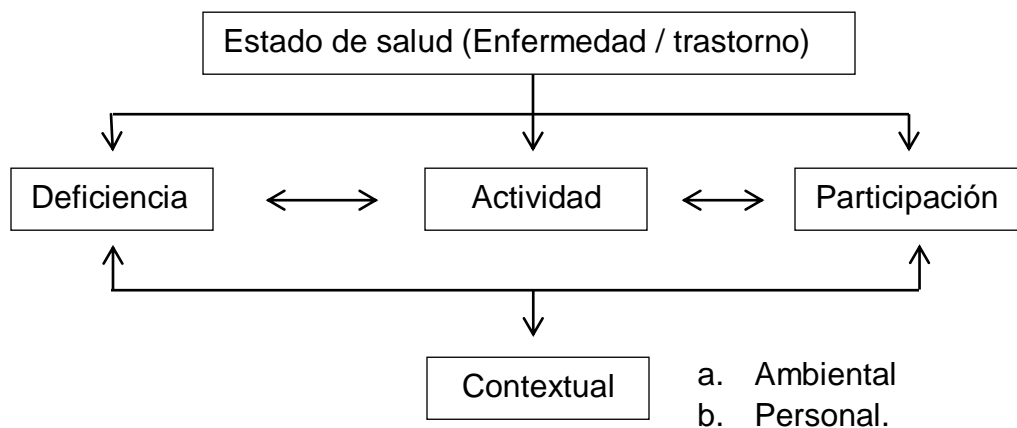 Estado de salud (Enfermedad / trastorno)
Deficiencia
Actividad
Participación
Contextual
a. Ambiental
b. Personal.